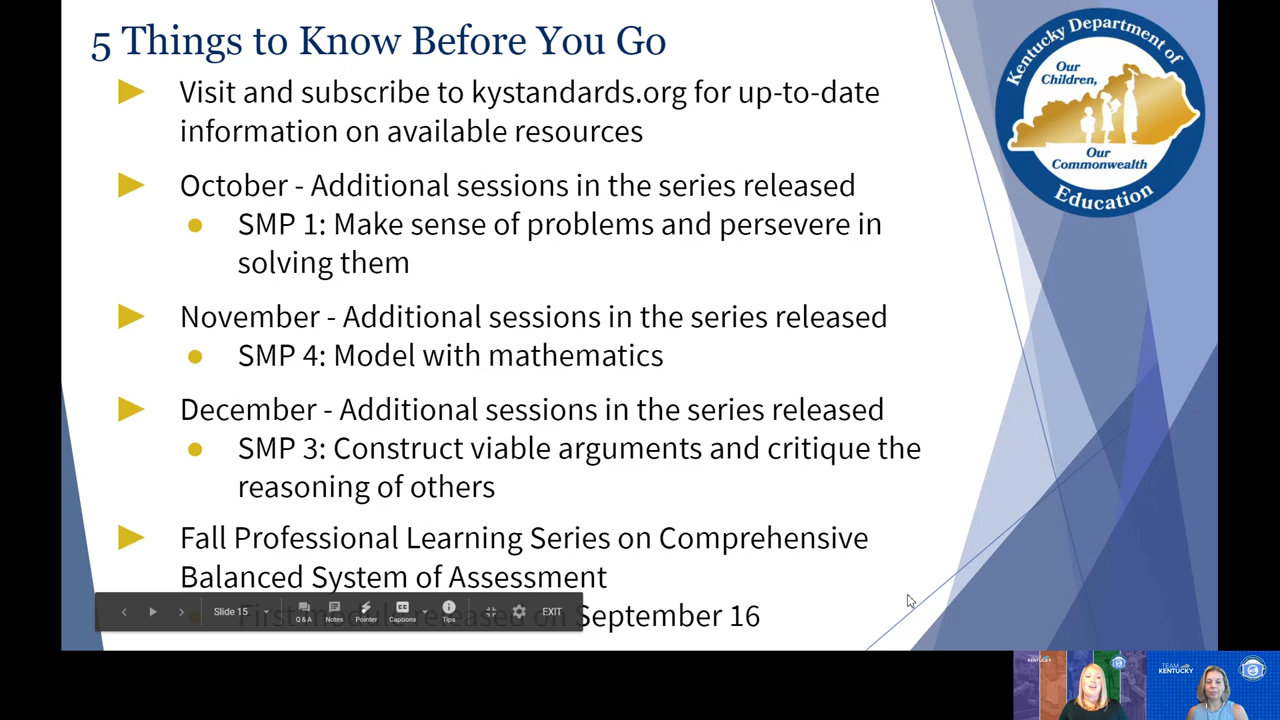 5 Things to Know Before You Go
Visit and subscribe to kystandards.org for up-to-date
information on available resources
October - Additional sessions in the series released
SMP 1: Make sense of problems and persevere in
solving them
November - Additional sessions in the series released
SMP 4: Model with mathematics
December - Additional sessions in the series released
SMP 3: Construct viable arguments and critique the
reasoning of others
Fall Professional Learning Series on Comprehensive
Balanced System of Assessment
First module released on September 16
Slide 15
Q & A
Notes
Pointer
Captions
Tips
EXIT
Kentucky Department of
Education
Our
Children,
Our
Commonwealth
TEAM
KENTUCKY
TEAM
KENTUCKY